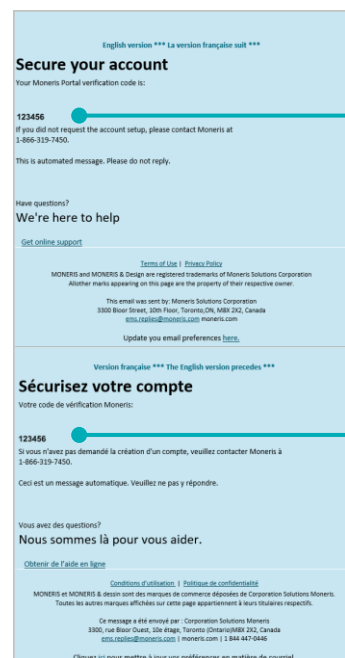 English version *** La version française suit ***
Secure your account
Your Moneris Portal verification code is:
123456
If you did not request the account setup, please contact Moneris at
1-866-319-7450.
This is automated message. Please do not reply.
Have questions?
We're here to help
Get online support
Terms of Use | Privacy Policy
MONERIS and MONERIS & Design are registered trademarks of Moneris Solutions Corporation
Allother marks appearing on this page are the property of their respective owner.
This email was sent by: Moneris Solutions Corporation
3300 Bloor Street, 10th Floor, Toronto,ON, M8X 2X2, Canada
ems.replies@moneris.com moneris.com
Update you email preferences here.
Version française *** The English version precedes ***
Sécurisez votre compte
Votre code de vérification Moneris:
123456
Si vous n'avez pas demandé la création d'un compte, veuillez contacter Moneris à
1-866-319-7450.
Ceci est un message automatique. Veuillez ne pas y répondre.
Vous avez des questions?
Nous sommes là pour vous aider.
Obtenir de l'aide en ligne
Conditions d'utilisation | Politique de confidentialité
MONERIS et MONERIS & dessin sont des marques de commerce déposées de Corporation Solutions Moneris.
Toutes les autres marques affichées sur cette page appartiennent à leurs titulaires respectifs.
Ce message a été envoyé par : Corporation Solutions Moneris
3300, rue Bloor Ouest, 10e étage, Toronto (Ontario)M8X 2X2, Canada
ems.replies@moneris.com | moneris.com | 1 844 447-0446
Cliquez ici pour mettre à jour vos préférences en matière de courriel